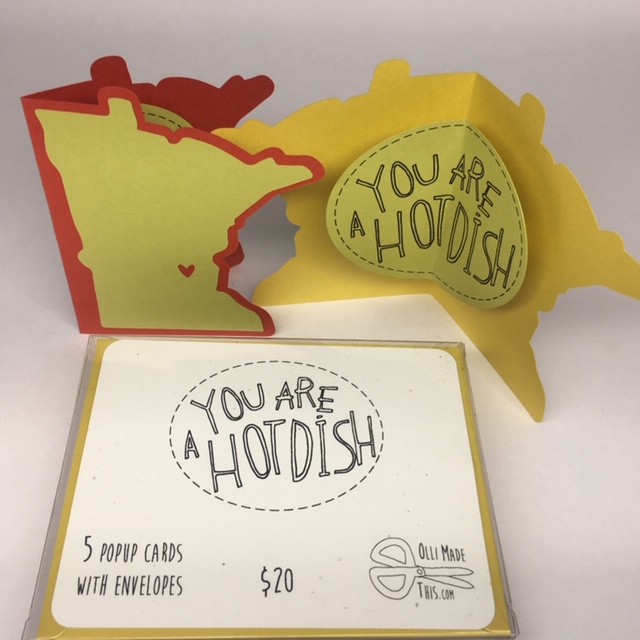 YOU ARE
A HOTDISH
YOU ARE
A HOTDISH
5 POPUP CARDS
WITH ENVELOPES
$20
OLLI MADE
THIS.COM